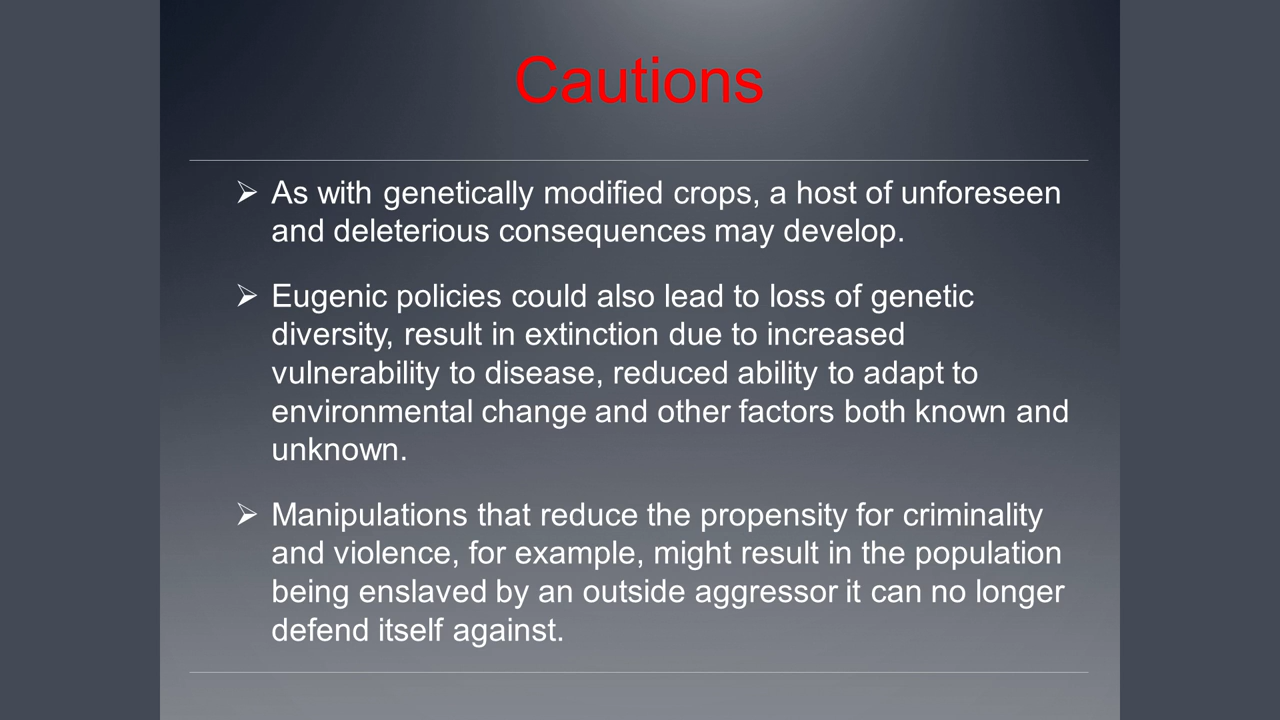 Cautions
➢ As with genetically modified crops, a host of unforeseen
and deleterious consequences may develop.
➢ Eugenic policies could also lead to loss of genetic
diversity, result in extinction due to increased
vulnerability to disease, reduced ability to adapt to
environmental change and other factors both known and
unknown.
➢ Manipulations that reduce the propensity for criminality
and violence, for example, might result in the population
being enslaved by an outside aggressor it can no longer
defend itself against.